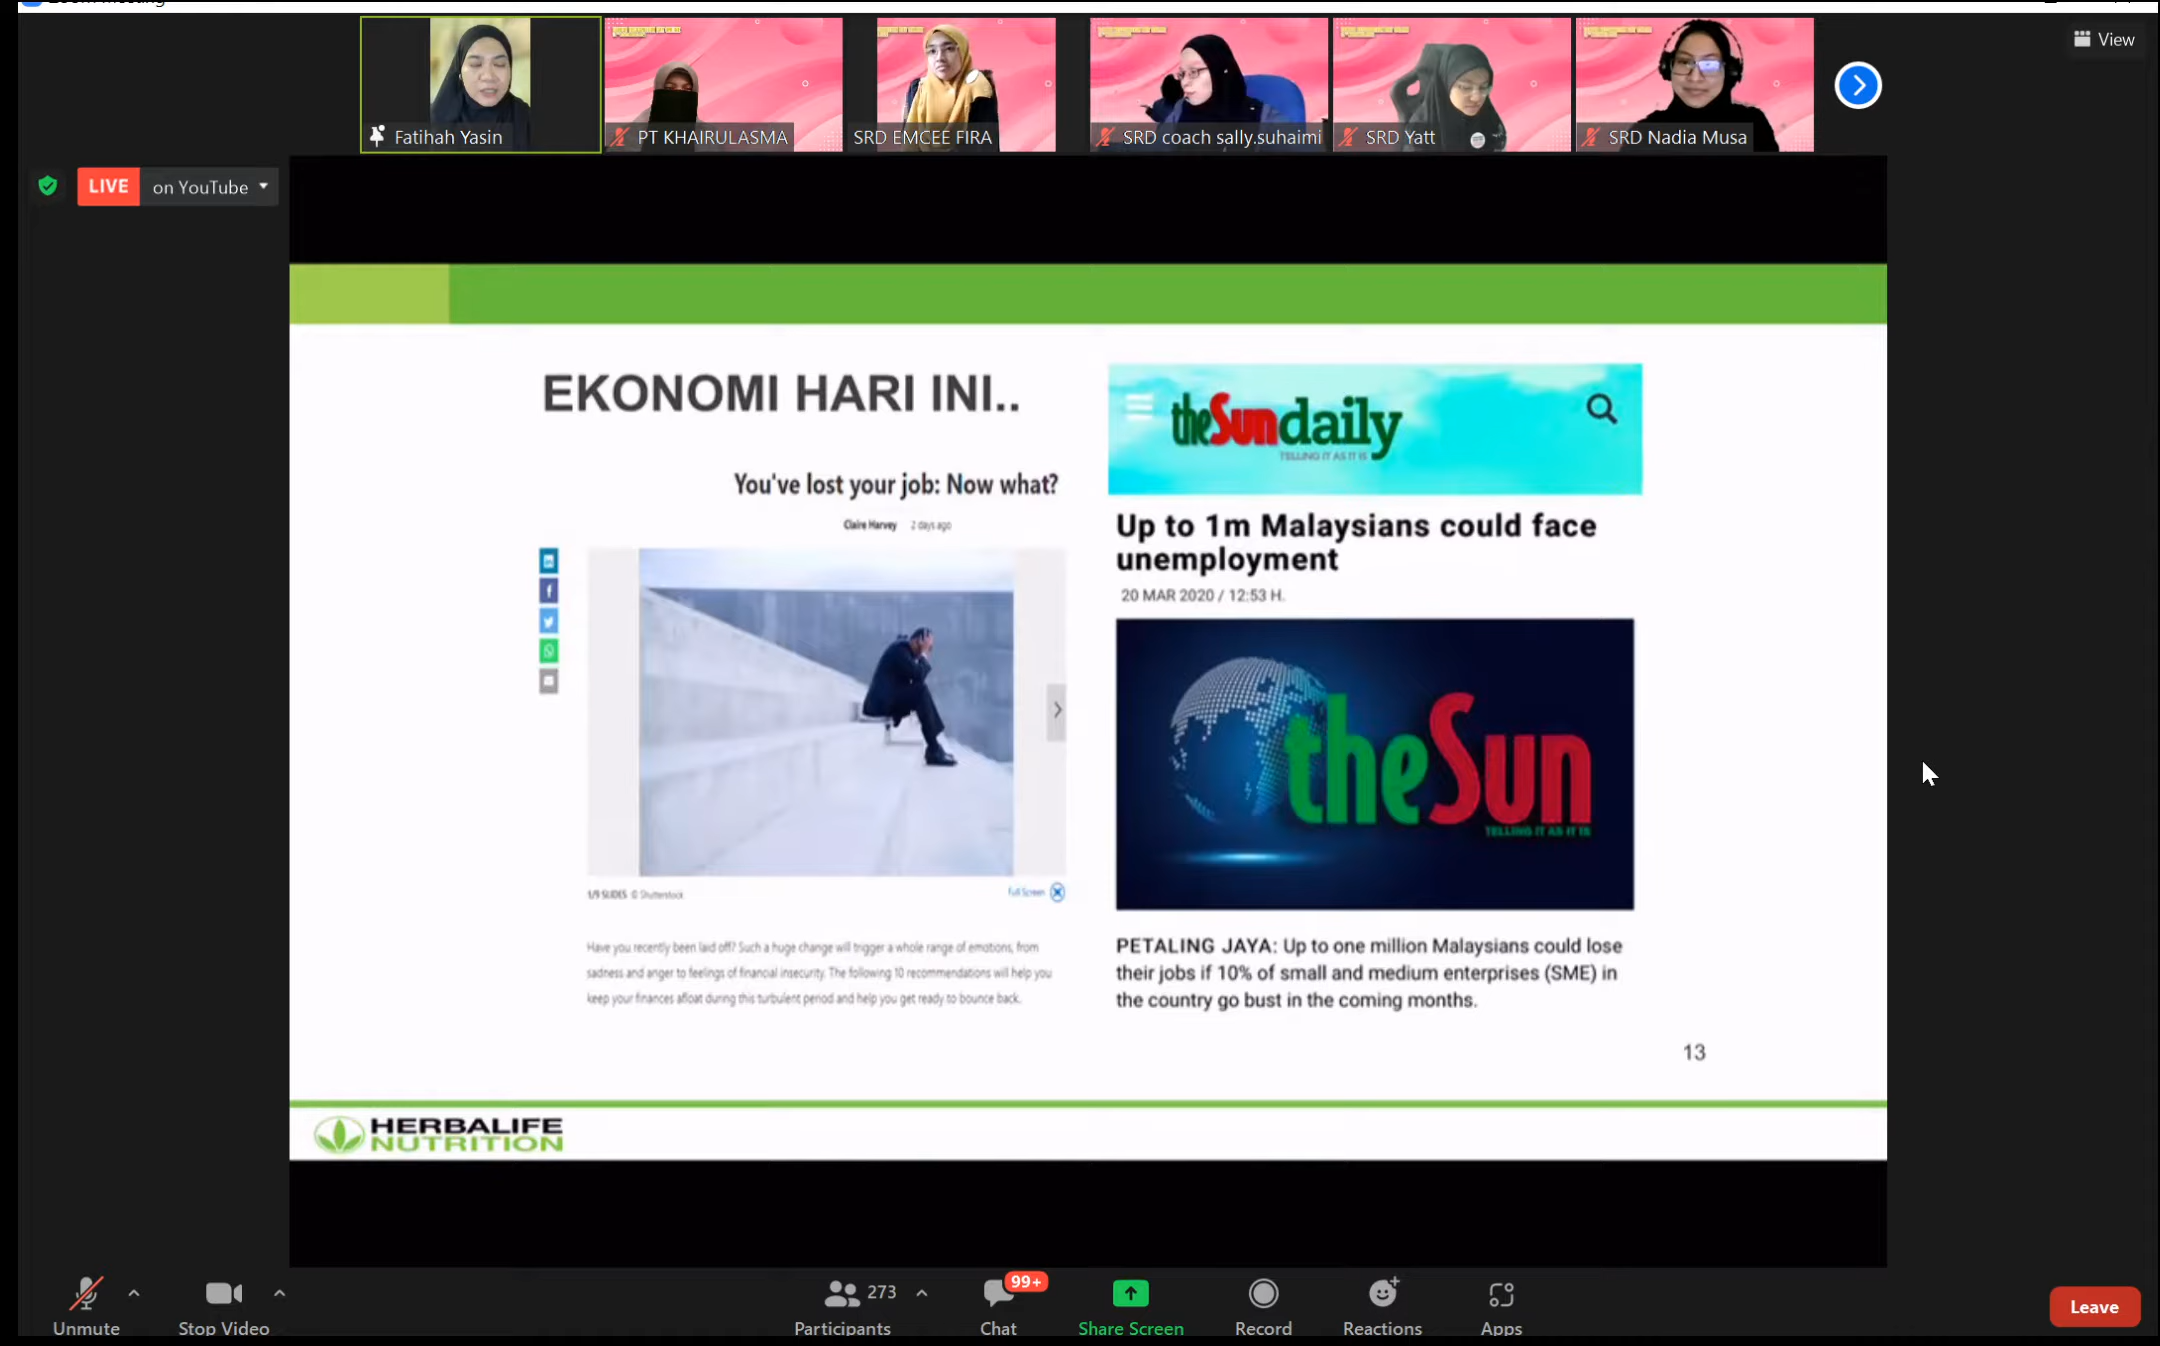 View
Fatihah Yasin
PT KHAIRULASMA
SRD EMCEE FIRA
SRD coach sally.suhaimi
SRD Yatt
SRD Nadia Musa
LIVE on YouTube
EKONOMI HARI INI..
You've lost your job: Now what?
Claire Harvey 2 days ago
1/9 SLIDES © Shutterstock
Full Screen
Have you recently been laid off? Such a huge change will trigger a whole range of emotions, from
sadness and anger to feelings of financial insecurity. The following 10 recommendations will help you
keep your finances afloat during this turbulent period and help you get ready to bounce back.
theSundaily
TELLING IT AS IT IS
Up to 1m Malaysians could face
unemployment
20 MAR 2020 / 12:53 H.
theSun
TELLING IT AS IT IS
PETALING JAYA: Up to one million Malaysians could lose
their jobs if 10% of small and medium enterprises (SME) in
the country go bust in the coming months.
13
HERBALIFE
NUTRITION
Unmute
Stop Video
273
Participants
99+
Chat
Share Screen
Record
Reactions
Apps
Leave